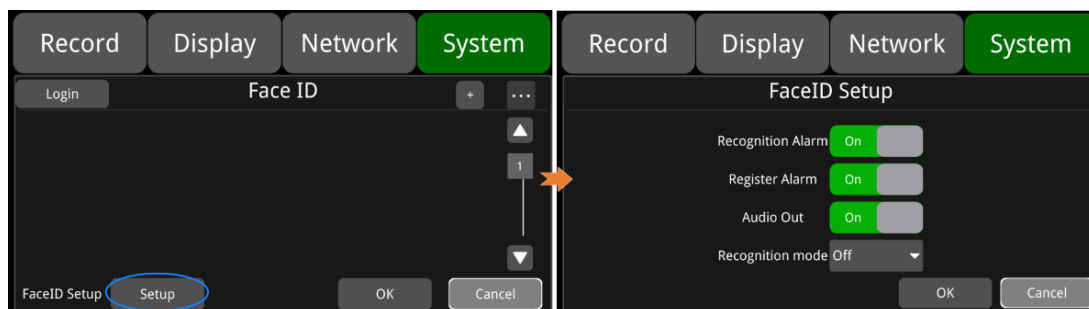 Record Display Network System
Login Face ID + ...
1
FaceID Setup Setup OK Cancel
Record Display Network System
FaceID Setup
Recognition Alarm On
Register Alarm On
Audio Out On
Recognition mode Off
OK Cancel